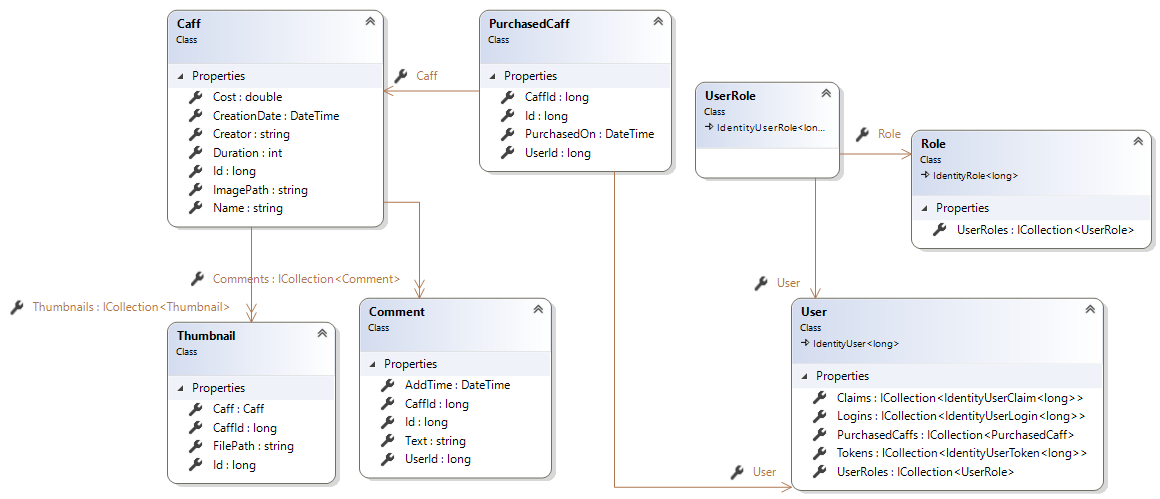 Caff
Class
Properties
Cost : double
CreationDate : DateTime
Creator : string
Duration : int
Id : long
ImagePath : string
Name : string
Caff
PurchasedCaff
Class
Properties
CaffId : long
Id : long
PurchasedOn : DateTime
UserId : long
UserRole
Class
IdentityUserRole<lon...
Role
Role
Class
IdentityRole<long>
Properties
UserRoles : ICollection<UserRole>
Comments : ICollection<Comment>
Thumbnails : ICollection<Thumbnail>
Thumbnail
Class
Properties
Caff : Caff
CaffId : long
FilePath : string
Id : long
Comment
Class
Properties
AddTime : DateTime
CaffId : long
Id : long
Text : string
UserId : long
User
User
User
Class
IdentityUser<long>
Properties
Claims : ICollection<IdentityUserClaim<long>>
Logins : ICollection<IdentityUserLogin<long>>
PurchasedCaffs : ICollection<PurchasedCaff>
Tokens : ICollection<IdentityUserToken<long>>
UserRoles : ICollection<UserRole>